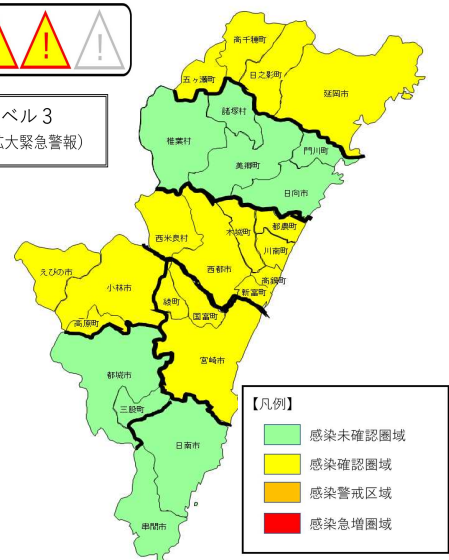 ! !
ベル3
広大緊急警報）
高千穂町
日之影町
五ヶ瀬町
延岡市
諸塚村
椎葉村
門川町
美郷町
日向市
西米良村
木城町
都農町
川南町
西都市
高鍋町
新富町
えびの市
小林市
高原町
綾町
国富町
宮崎市
都城市
三股町
日南市
串間市
【凡例】
感染未確認圏域
感染確認圏域
感染警戒区域
感染急増圏域